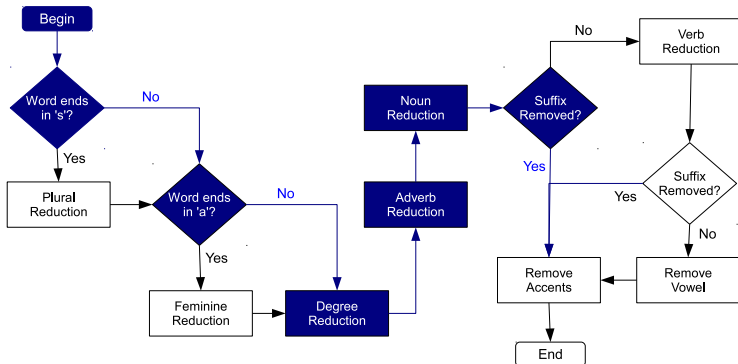 Begin
Word ends
in 's'?
No
Yes
Plural
Reduction
Word ends
in 'a'?
No
Yes
Feminine
Reduction
Degree
Reduction
Adverb
Reduction
Noun
Reduction
Suffix
Removed?
No
Yes
Verb
Reduction
Suffix
Removed?
Yes
No
Remove
Vowel
Remove
Accents
End